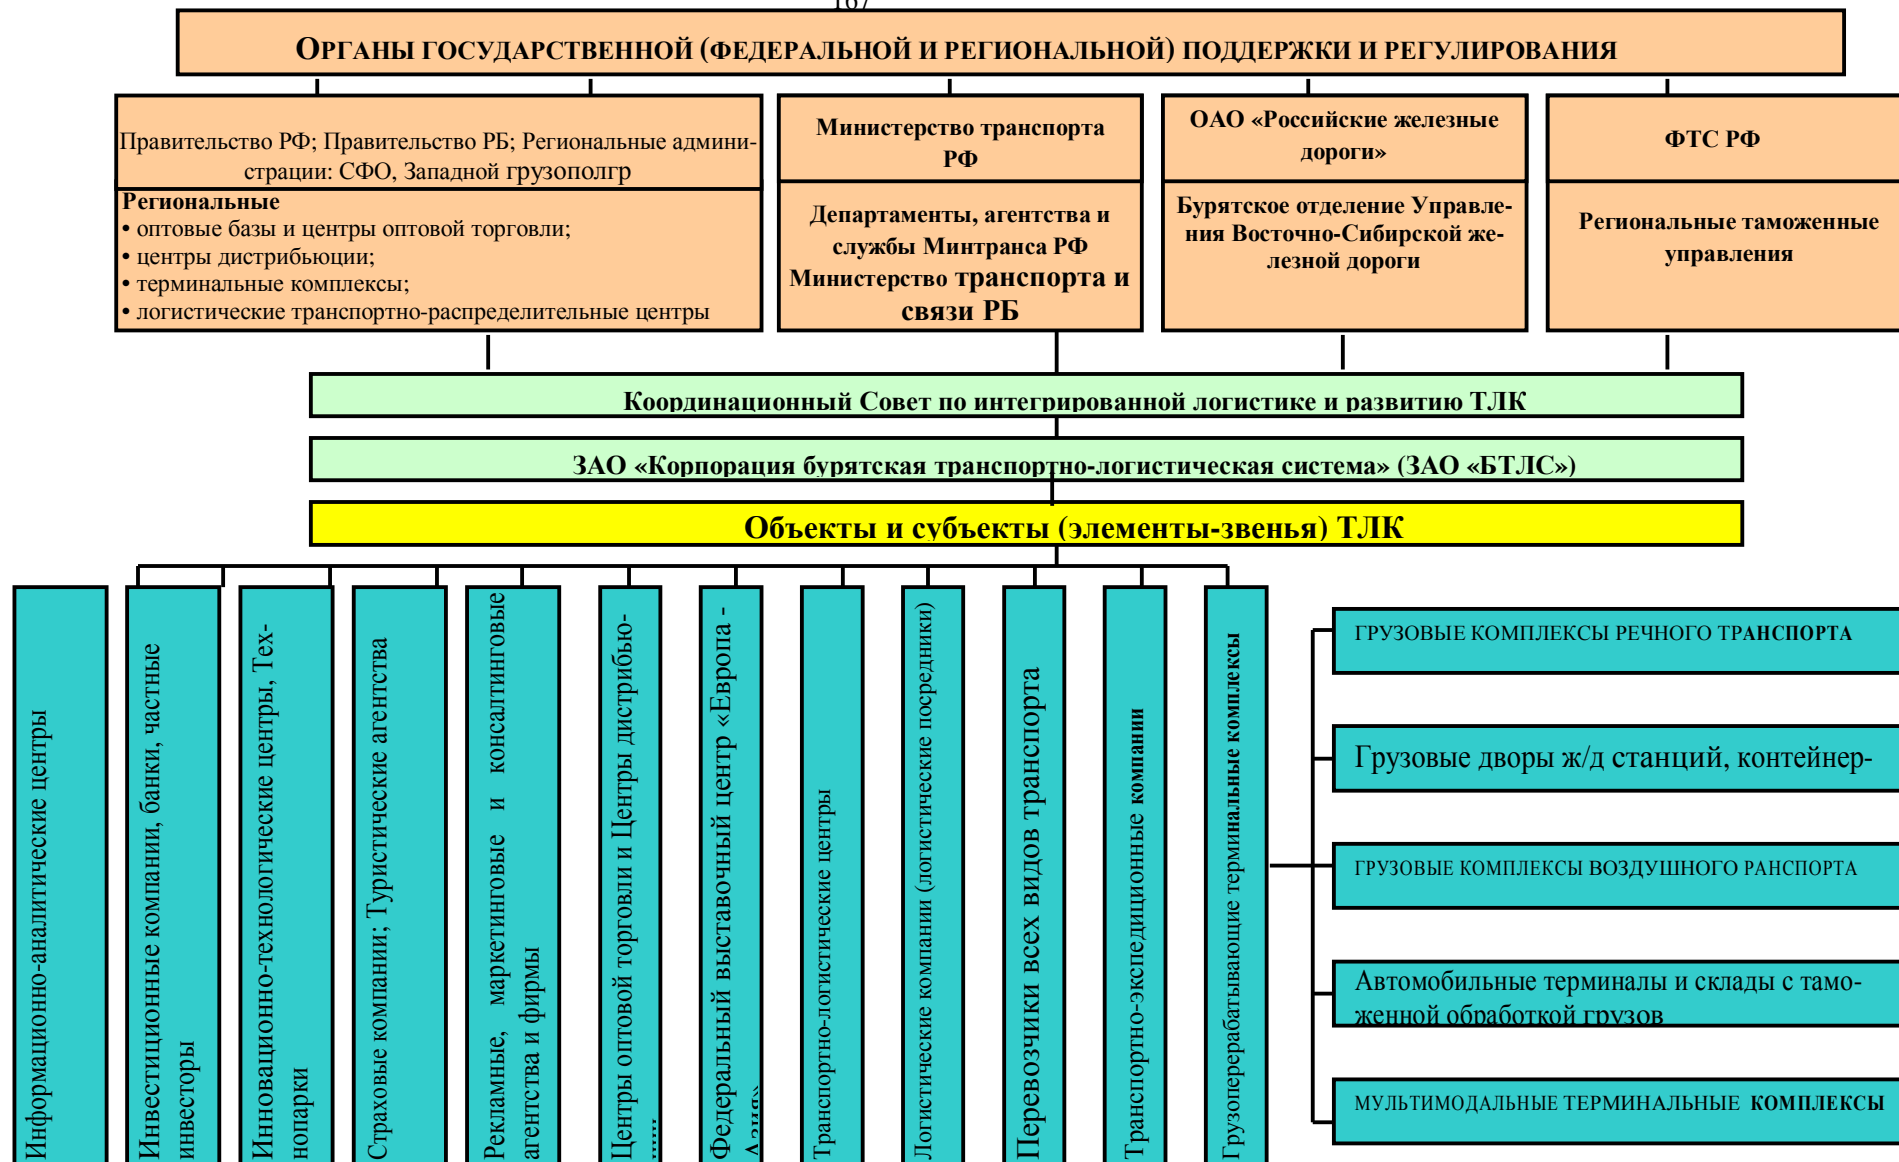 167
ОРГАНЫ ГОСУДАРСТВЕННОЙ (ФЕДЕРАЛЬНОЙ И РЕГИОНАЛЬНОЙ) ПОДДЕРЖКИ И РЕГУЛИРОВАНИЯ
Правительство РФ; Правительство РБ; Региональные админи-
страции: СФО, Западной грузополгр
Региональные
• оптовые базы и центры оптовой торговли;
• центры дистрибьюции;
• терминальные комплексы;
• логистические транспортно-распределительные центры
Министерство транспорта
РФ
Департаменты, агентства и
службы Минтранса РФ
Министерство транспорта и
связи РБ
ОАО «Российские железные
дороги»
Бурятское отделение Управле-
ния Восточно-Сибирской же-
лезной дороги
ФТС РФ
Региональные таможенные
управления
Координационный Совет по интегрированной логистике и развитию ТЛК
ЗАО «Корпорация бурятская транспортно-логистическая система» (ЗАО «БТЛС»)
Объекты и субъекты (элементы-звенья) ТЛК
Информационно-аналитические центры
Инвестиционные компании, банки, частные
инвесторы
Инновационно-технологические центры, Тех-
нопарки
Страховые компании; Туристические агентства
Рекламные, маркетинговые и консалтинговые
агентства и фирмы
Центры оптовой торговли и Центры дистрибью-
Федеральный выставочный центр «Европа -
Азия»
Транспортно-логистические центры
Логистические компании (логистические посредники)
Перевозчики всех видов транспорта
Транспортно-экспедиционные компании
Грузоперерабатывающие терминальные комплексы
ГРУЗОВЫЕ КОМПЛЕКСЫ РЕЧНОГО ТРАНСПОРТА
Грузовые дворы ж/д станций, контейнер-
ГРУЗОВЫЕ КОМПЛЕКСЫ ВОЗДУШНОГО РАНСПОРТА
Автомобильные терминалы и склады с тамо-
женной обработкой грузов
МУЛЬТИМОДАЛЬНЫЕ ТЕРМИНАЛЬНЫЕ КОМПЛЕКСЫ